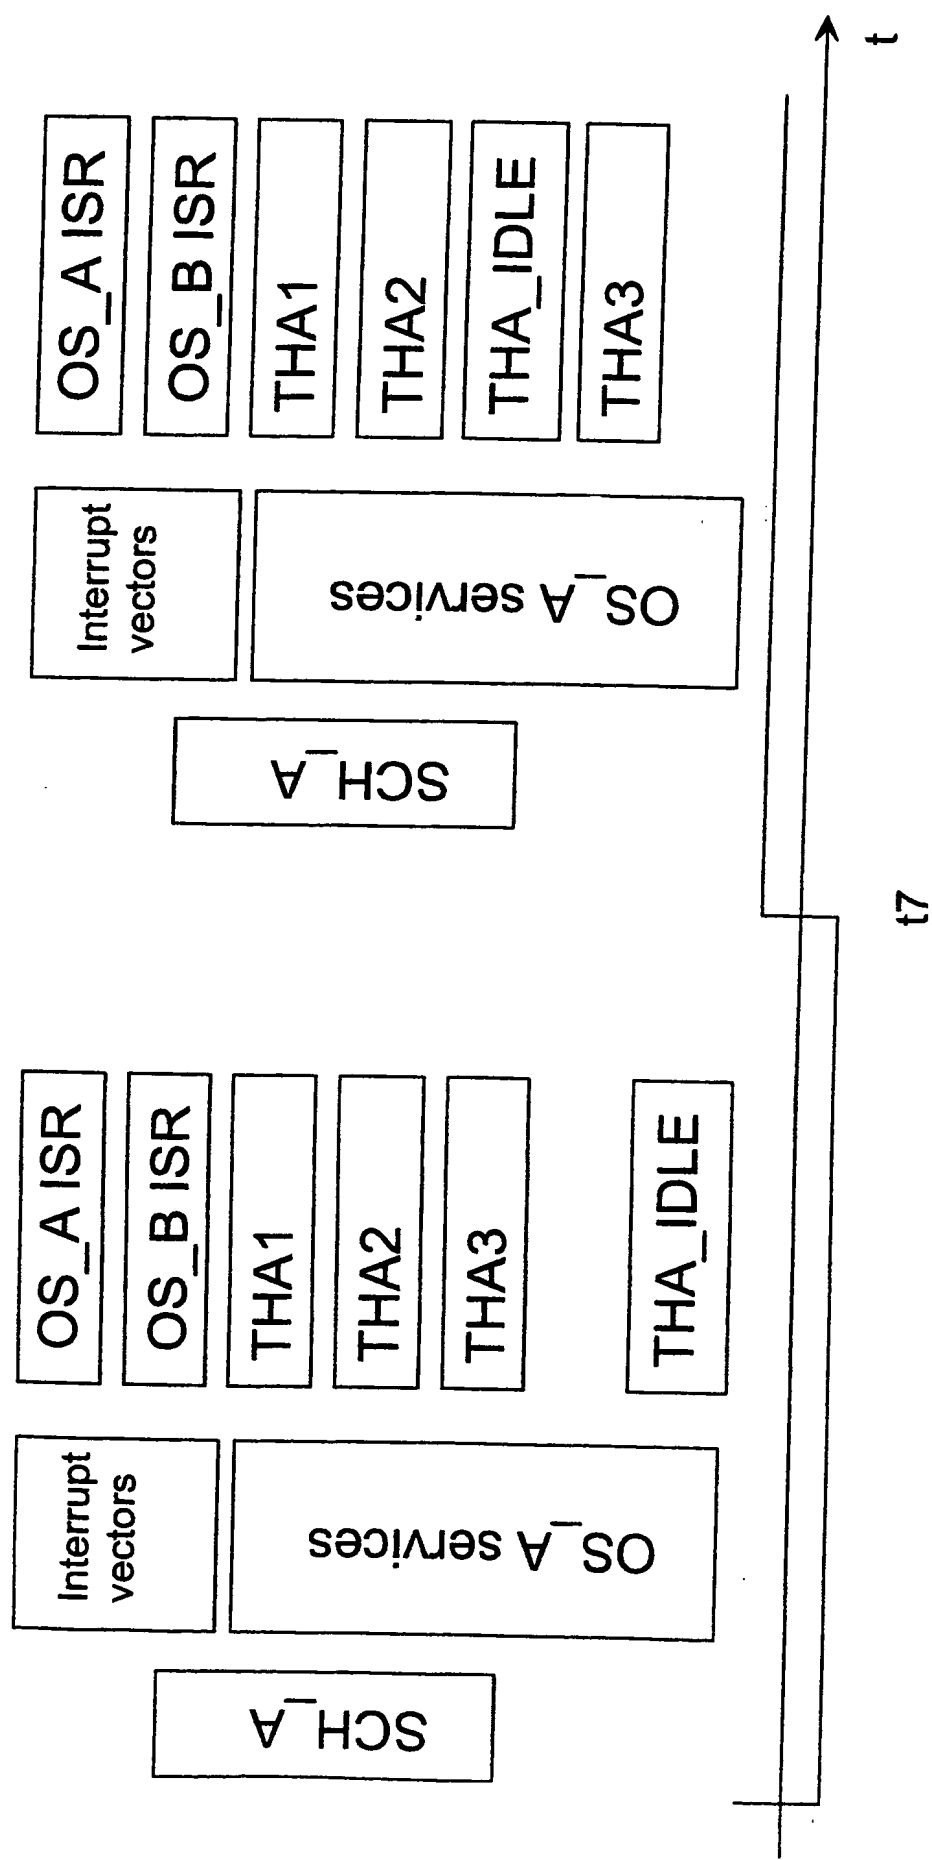 OS_A ISR
OS_B ISR
THA1
THA2
THA3
THA_IDLE
Interrupt
vectors
OS_A services
SCH_A
OS_A ISR
OS_B ISR
THA1
THA2
THA_IDLE
THA3
Interrupt
vectors
OS_A services
SCH_A
t7
t